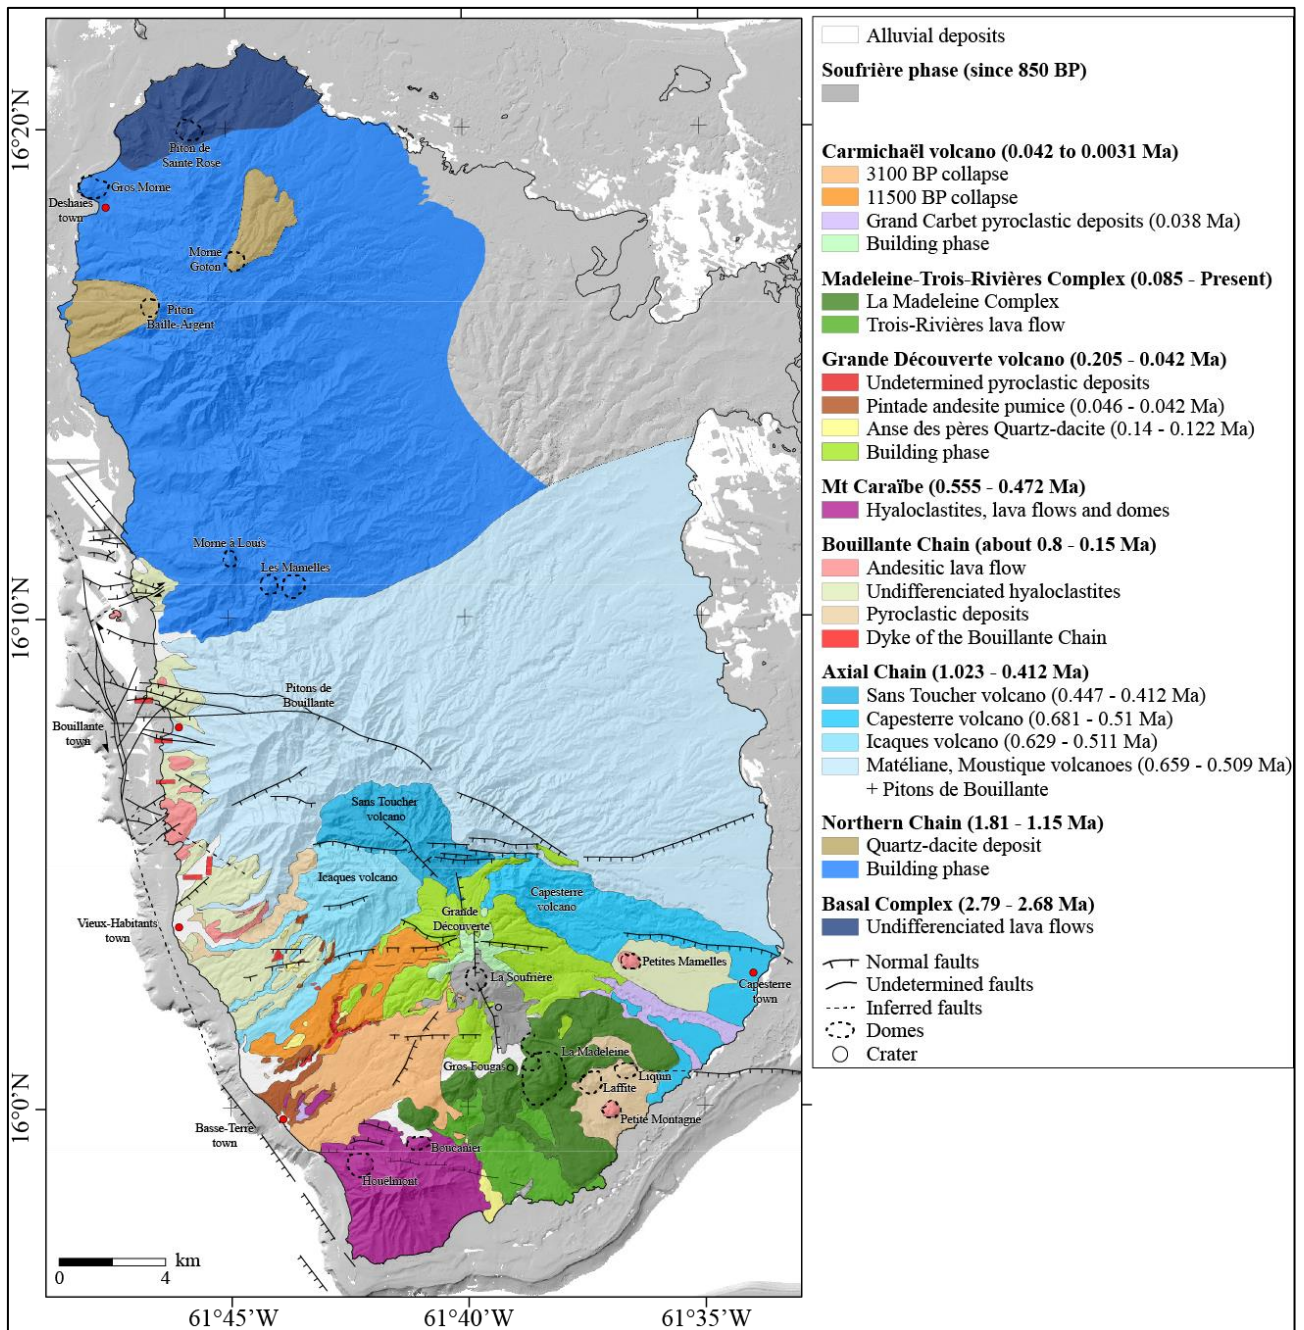 Alluvial deposits
Soufrière phase (since 850 BP)
Carmichaël volcano (0.042 to 0.0031 Ma)
3100 BP collapse
11500 BP collapse
Grand Carbet pyroclastic deposits (0.038 Ma)
Building phase
Madeleine-Trois-Rivières Complex (0.085 - Present)
La Madeleine Complex
Trois-Rivières lava flow
Grande Découverte volcano (0.205 - 0.042 Ma)
Undetermined pyroclastic deposits
Pintade andesite pumice (0.046 - 0.042 Ma)
Anse des pères Quartz-dacite (0.14 - 0.122 Ma)
Building phase
Mt Caraïbe (0.555 - 0.472 Ma)
Hyaloclastites, lava flows and domes
Bouillante Chain (about 0.8 - 0.15 Ma)
Andesitic lava flow
Undifferenciated hyaloclastites
Pyroclastic deposits
Dyke of the Bouillante Chain
Axial Chain (1.023 - 0.412 Ma)
Sans Toucher volcano (0.447 - 0.412 Ma)
Capesterre volcano (0.681 - 0.51 Ma)
Icaques volcano (0.629 - 0.511 Ma)
Matéliane, Moustique volcanoes (0.659 - 0.509 Ma)
+ Pitons de Bouillante
Northern Chain (1.81 - 1.15 Ma)
Quartz-dacite deposit
Building phase
Basal Complex (2.79 - 2.68 Ma)
Undifferenciated lava flows
Normal faults
Undetermined faults
Inferred faults
Domes
Crater
16°20'N
16°10'N
16°0'N
61°45'W
61°40'W
61°35'W
0
4
km
Piton de
Sainte Rose
Gros Morne
Deshaies
town
Morne
Goton
Piton
Baille-Argent
Morne à Louis
Les Mamelles
Pitons de
Bouillante
Bouillante
town
Sans Toucher
volcano
Icaques volcano
Capesterre
volcano
Grande
Découverte
Vieux-Habitants
town
Petites Mamelles
La Soufrière
Capesterre
town
La Madeleine
Gros Fougas
Liquin
Laffite
Petite Montagne
Basse-Terre
town
Boucanier
Houelmont